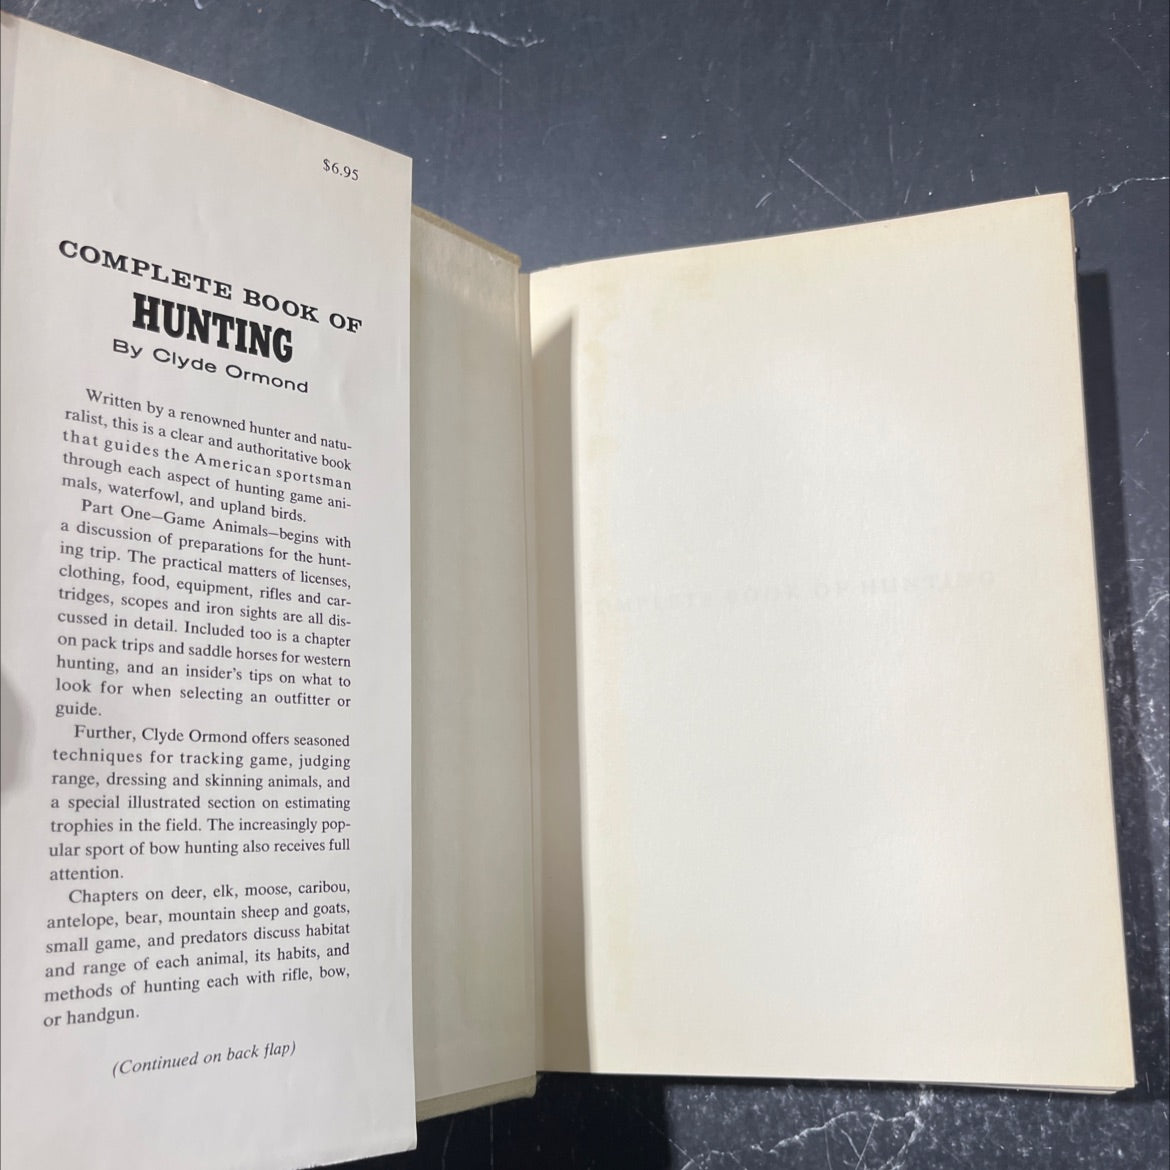 $6.95
COMPLETE BOOK OF
HUNTING
By Clyde Ormond
Written by a renowned hunter and natu-
ralist, this is a clear and authoritative book
that guides the American sportsman
through each aspect of hunting game ani-
mals, waterfowl, and upland birds.
Part One—Game Animals—begins with
a discussion of preparations for the hunt-
ing trip. The practical matters of licenses,
clothing, food, equipment, rifles and car-
tridges, scopes and iron sights are all dis-
cussed in detail. Included too is a chapter
on pack trips and saddle horses for western
hunting, and an insider's tips on what to
look for when selecting an outfitter or
guide.
Further, Clyde Ormond offers seasoned
techniques for tracking game, judging
range, dressing and skinning animals, and
a special illustrated section on estimating
trophies in the field. The increasingly pop-
ular sport of bow hunting also receives full
attention.
Chapters on deer, elk, moose, caribou,
antelope, bear, mountain sheep and goats,
small game, and predators discuss habitat
and range of each animal, its habits, and
methods of hunting each with rifle, bow,
or handgun.
(Continued on back flap)
BOOK OF HUNTING